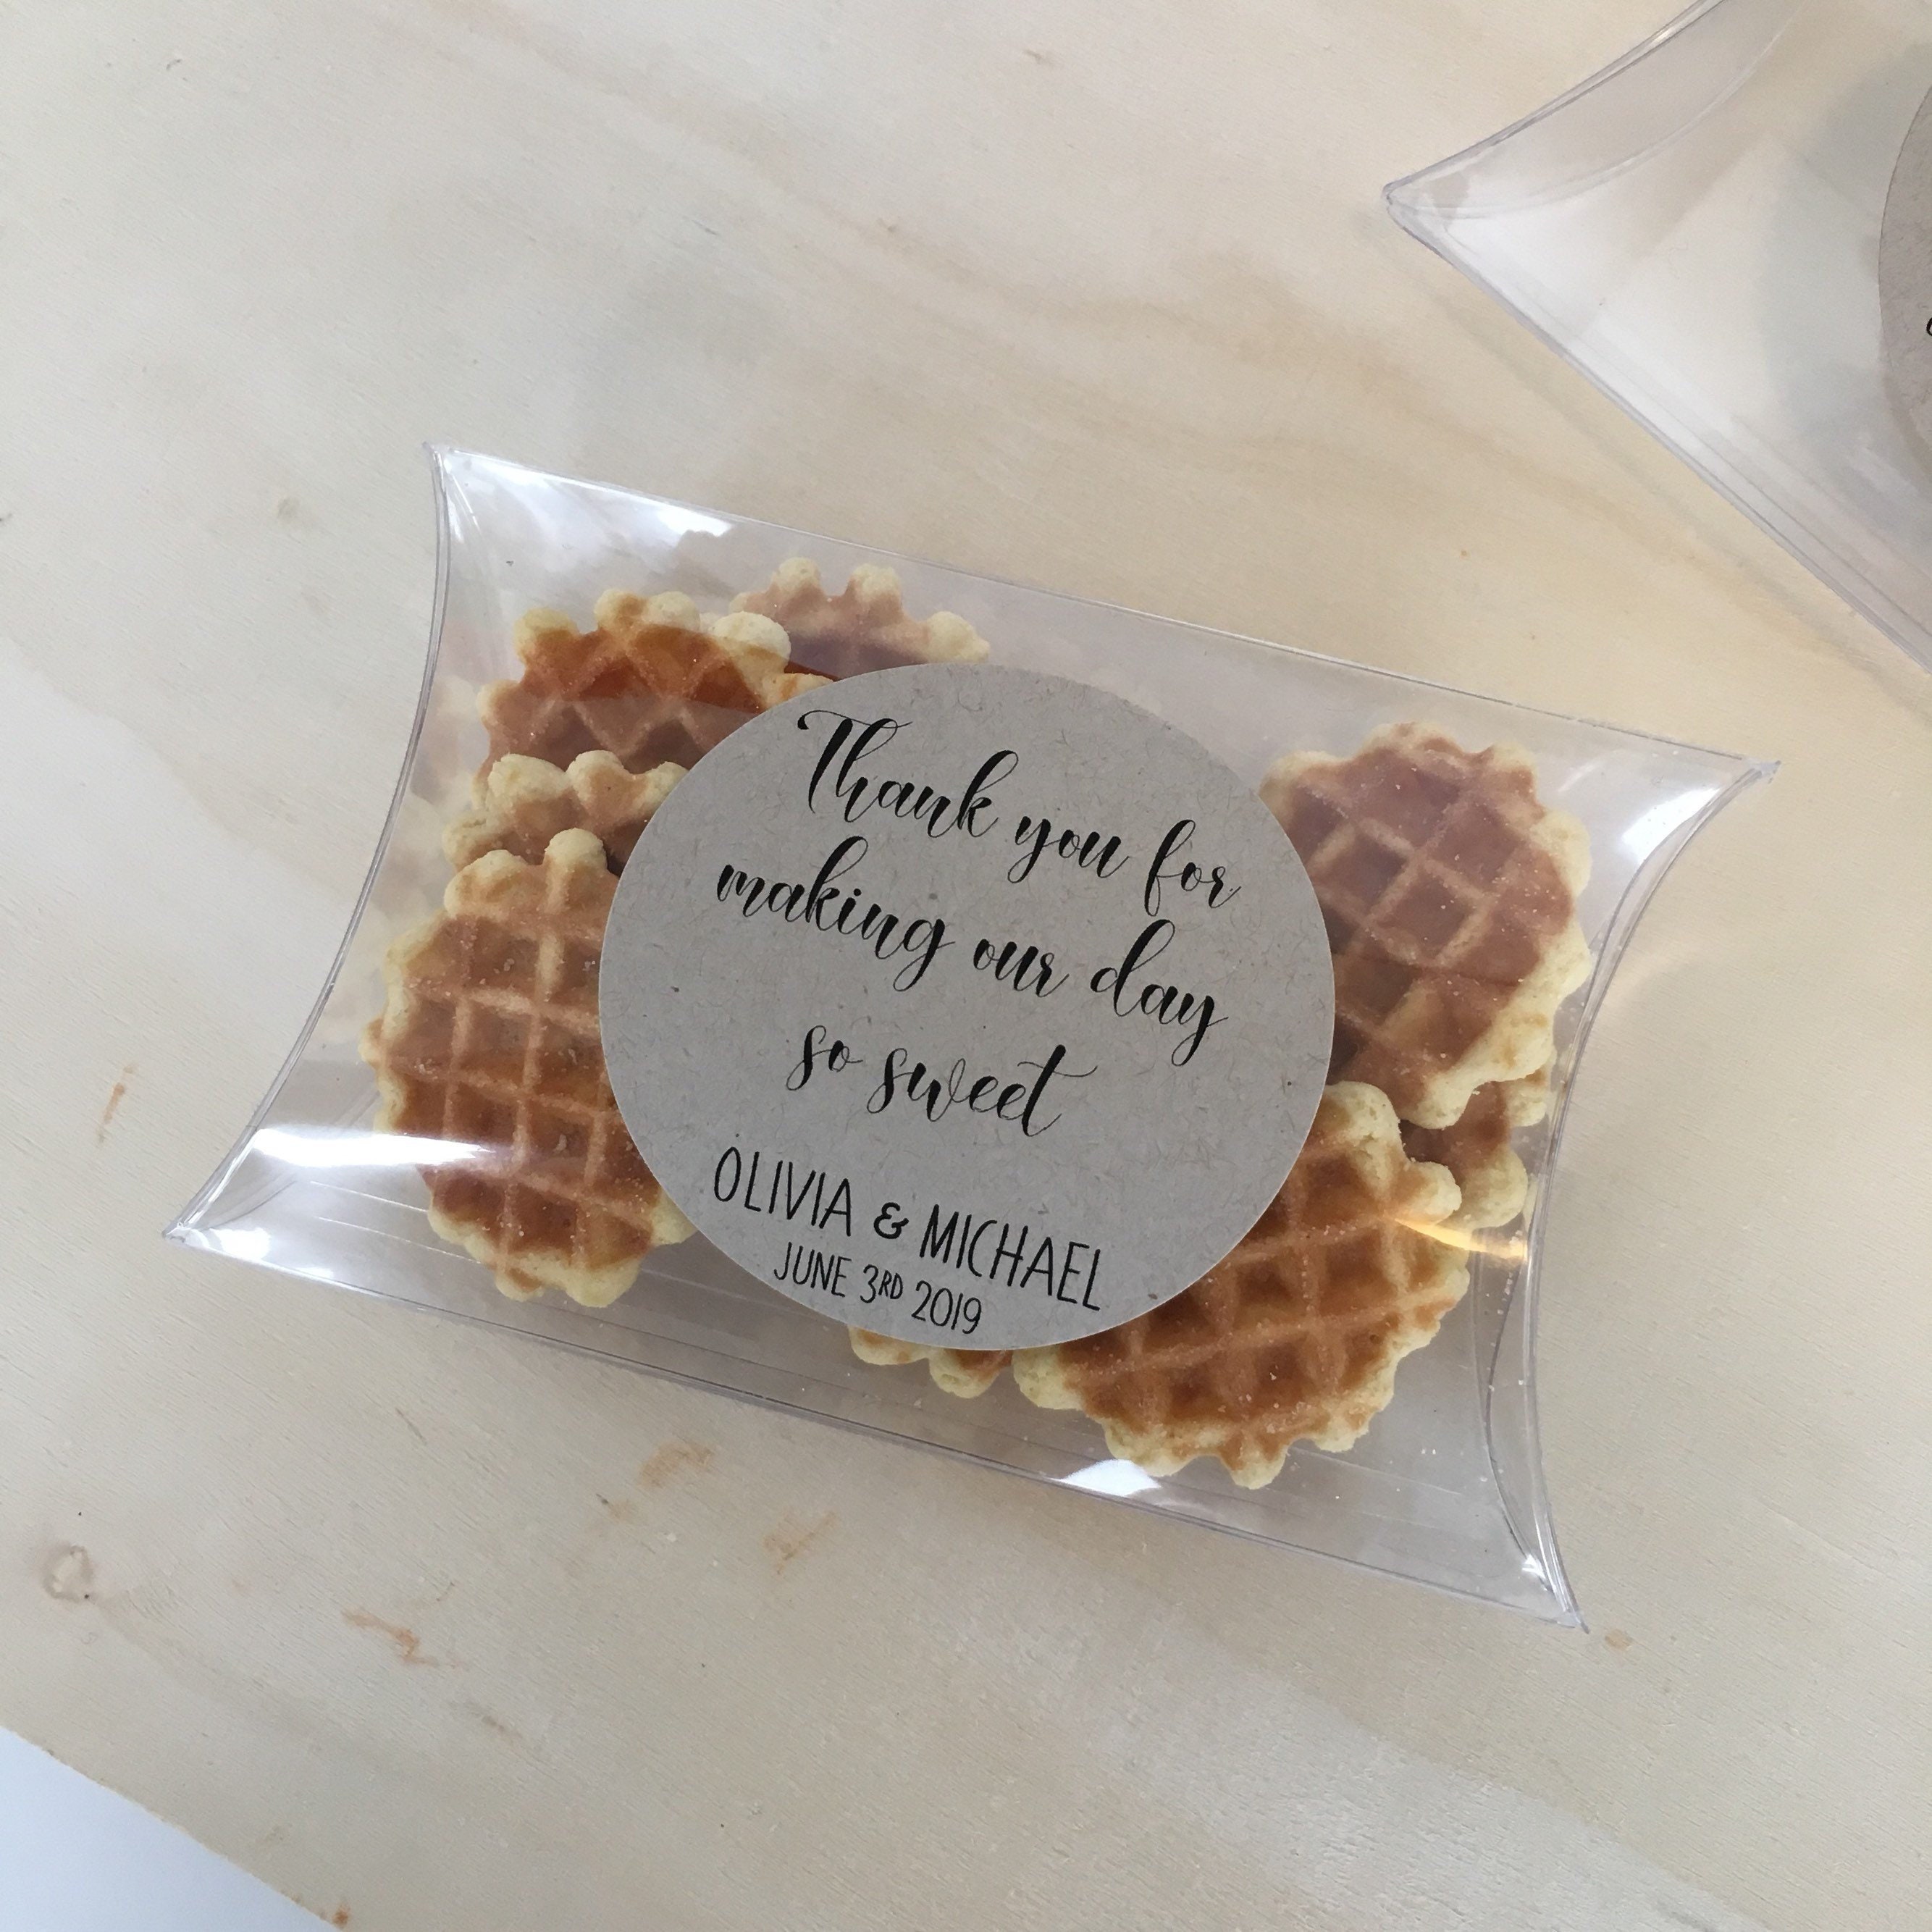 Thank you for
making our day
so sweet
OLIVIA & MICHAEL
JUNE 3RD 2019